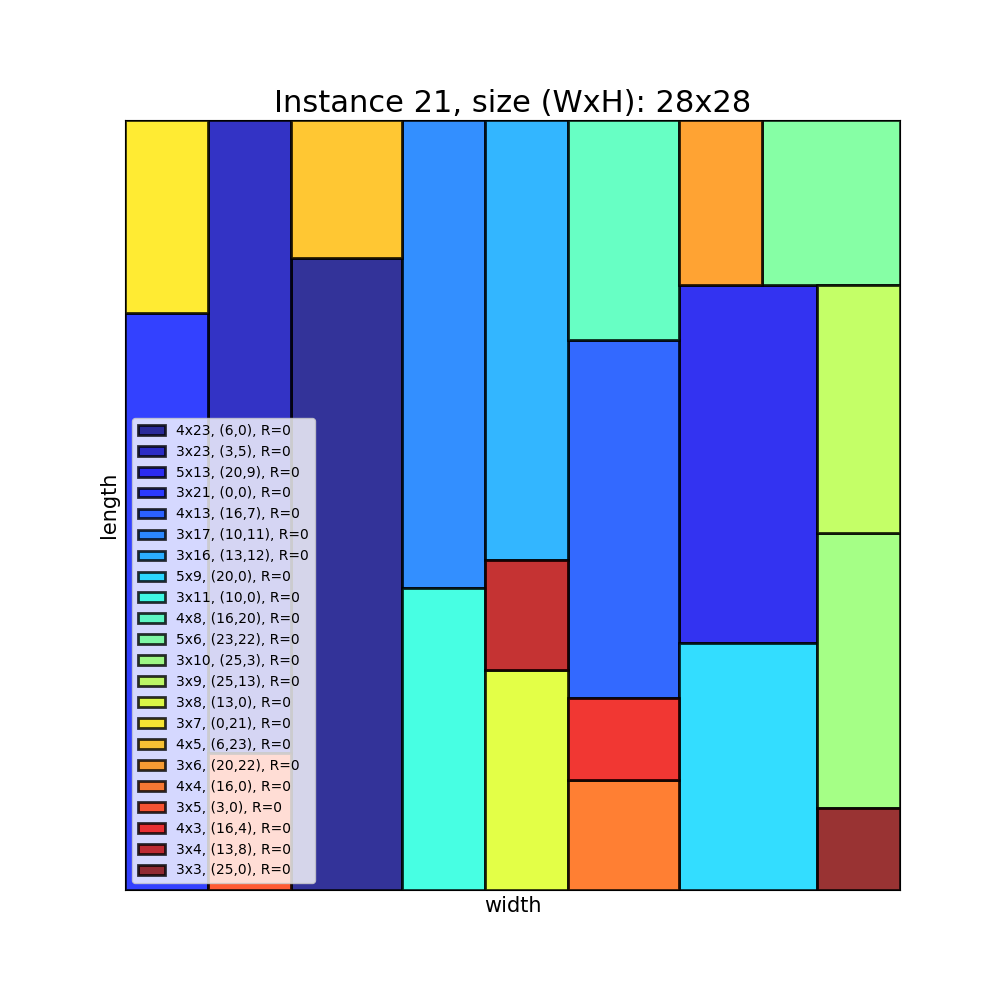 Instance 21, size (WxH): 28x28
length
4x23, (6,0), R=0
3x23, (3,5), R=0
5x13, (20,9), R=0
3x21, (0,0), R=0
4x13, (16,7), R=0
3x17, (10,11), R=0
3x16, (13,12), R=0
5x9, (20,0), R=0
3x11, (10,0), R=0
4x8, (16,20), R=0
5x6, (23,22), R=0
3x10, (25,3), R=0
3x9, (25,13), R=0
3x8, (13,0), R=0
3x7, (0,21), R=0
4x5, (6,23), R=0
3x6, (20,22), R=0
4x4, (16,0), R=0
3x5, (3,0), R=0
4x3, (16,4), R=0
3x4, (13,8), R=0
3x3, (25,0), R=0
width